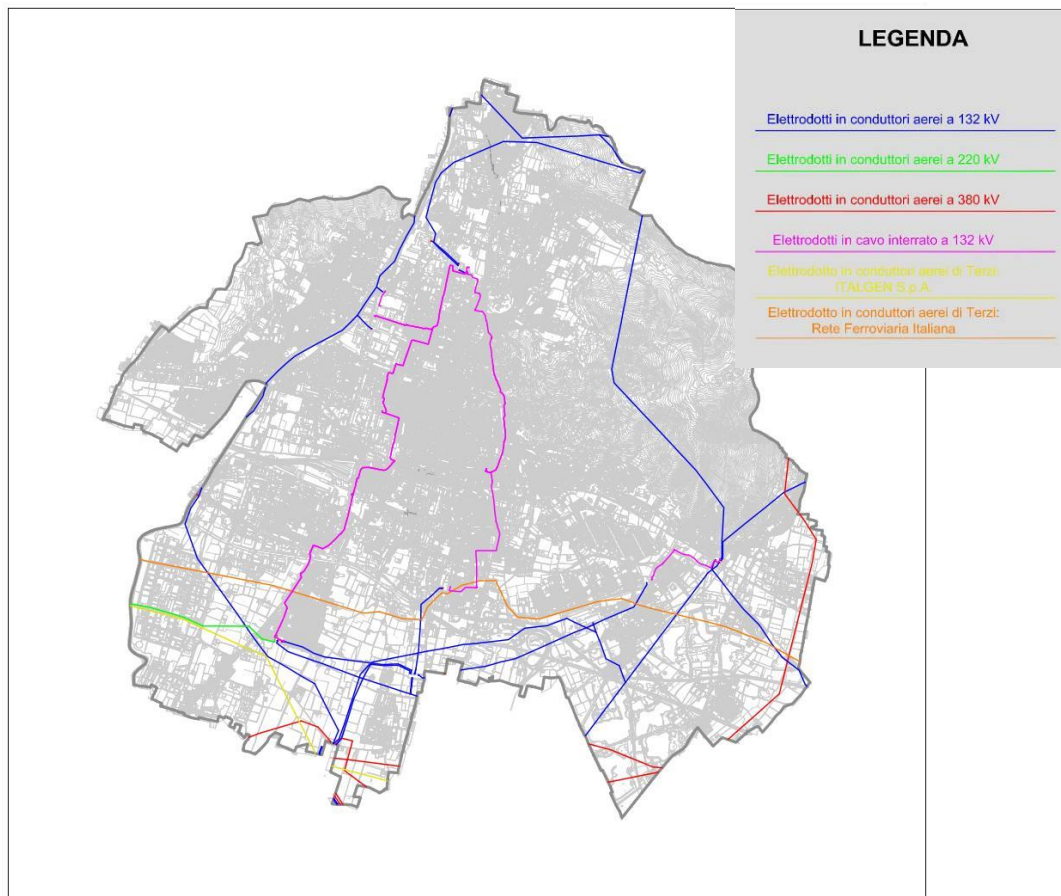 LEGENDA
Elettrodotti in conduttori aerei a 132 kV
Elettrodotti in conduttori aerei a 220 kV
Elettrodotti in conduttori aerei a 380 kV
Elettrodotti in cavo interrato a 132 kV
Elettrodotto in conduttori aerei di Terzi:
ITALGEN S.p.A.
Elettrodotto in conduttori aerei di Terzi:
Rete Ferroviaria Italiana